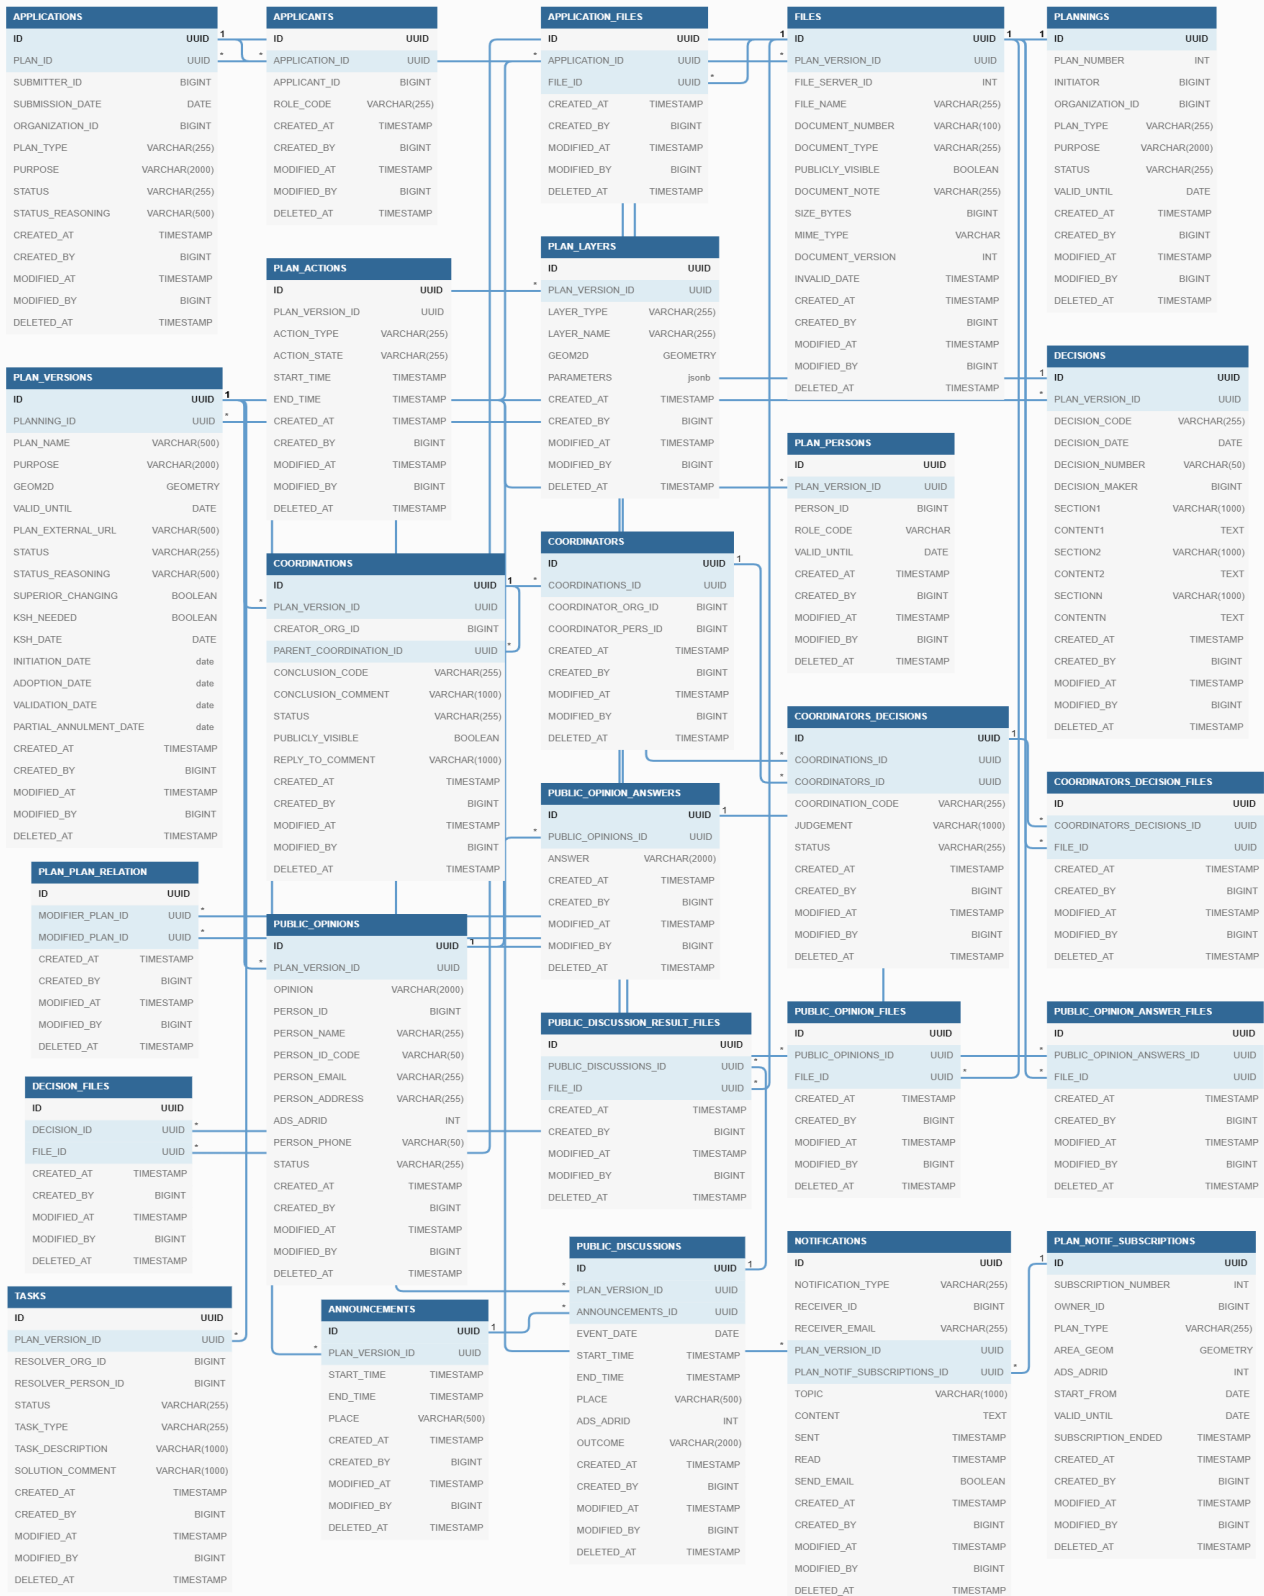 APPLICATIONS
ID UUID 1
PLAN_ID UUID *
SUBMITTER_ID BIGINT
SUBMISSION_DATE DATE
ORGANIZATION_ID BIGINT
PLAN_TYPE VARCHAR(255)
PURPOSE VARCHAR(2000)
STATUS VARCHAR(255)
STATUS_REASONING VARCHAR(500)
CREATED_AT TIMESTAMP
CREATED_BY BIGINT
MODIFIED_AT TIMESTAMP
MODIFIED_BY BIGINT
DELETED_AT TIMESTAMP
APPLICANTS
ID UUID
* APPLICATION_ID UUID
APPLICANT_ID BIGINT
ROLE_CODE VARCHAR(255)
CREATED_AT TIMESTAMP
CREATED_BY BIGINT
MODIFIED_AT TIMESTAMP
MODIFIED_BY BIGINT
DELETED_AT TIMESTAMP
APPLICATION_FILES
ID UUID
* APPLICATION_ID UUID
FILE_ID UUID *
CREATED_AT TIMESTAMP
CREATED_BY BIGINT
MODIFIED_AT TIMESTAMP
MODIFIED_BY BIGINT
DELETED_AT TIMESTAMP
FILES
ID UUID 1
* PLAN_VERSION_ID UUID
FILE_SERVER_ID INT
FILE_NAME VARCHAR(255)
DOCUMENT_NUMBER VARCHAR(100)
DOCUMENT_TYPE VARCHAR(255)
PUBLICLY_VISIBLE BOOLEAN
DOCUMENT_NOTE VARCHAR(255)
SIZE_BYTES BIGINT
MIME_TYPE VARCHAR
DOCUMENT_VERSION INT
INVALID_DATE TIMESTAMP
CREATED_AT TIMESTAMP
CREATED_BY BIGINT
MODIFIED_AT TIMESTAMP
MODIFIED_BY BIGINT
DELETED_AT TIMESTAMP
PLANNINGS
1 ID UUID
PLAN_NUMBER INT
INITIATOR BIGINT
ORGANIZATION_ID BIGINT
PLAN_TYPE VARCHAR(255)
PURPOSE VARCHAR(2000)
STATUS VARCHAR(255)
VALID_UNTIL DATE
CREATED_AT TIMESTAMP
CREATED_BY BIGINT
MODIFIED_AT TIMESTAMP
MODIFIED_BY BIGINT
DELETED_AT TIMESTAMP
PLAN_ACTIONS
ID UUID
PLAN_VERSION_ID UUID
ACTION_TYPE VARCHAR(255)
ACTION_STATE VARCHAR(255)
START_TIME TIMESTAMP
END_TIME TIMESTAMP
CREATED_AT TIMESTAMP
CREATED_BY BIGINT
MODIFIED_AT TIMESTAMP
MODIFIED_BY BIGINT
DELETED_AT TIMESTAMP
PLAN_LAYERS
ID UUID
* PLAN_VERSION_ID UUID
LAYER_TYPE VARCHAR(255)
LAYER_NAME VARCHAR(255)
GEOM2D GEOMETRY
PARAMETERS jsonb
CREATED_AT TIMESTAMP
CREATED_BY BIGINT
MODIFIED_AT TIMESTAMP
MODIFIED_BY BIGINT
DELETED_AT TIMESTAMP
DECISIONS
1 ID UUID
* PLAN_VERSION_ID UUID
DECISION_CODE VARCHAR(255)
DECISION_DATE DATE
DECISION_NUMBER VARCHAR(50)
DECISION_MAKER BIGINT
SECTION1 VARCHAR(1000)
CONTENT1 TEXT
SECTION2 VARCHAR(1000)
CONTENT2 TEXT
SECTIONN VARCHAR(1000)
CONTENTN TEXT
CREATED_AT TIMESTAMP
CREATED_BY BIGINT
MODIFIED_AT TIMESTAMP
MODIFIED_BY BIGINT
DELETED_AT TIMESTAMP
PLAN_VERSIONS
ID UUID 1
PLANNING_ID UUID *
PLAN_NAME VARCHAR(500)
PURPOSE VARCHAR(2000)
GEOM2D GEOMETRY
VALID_UNTIL DATE
PLAN_EXTERNAL_URL VARCHAR(500)
STATUS VARCHAR(255)
STATUS_REASONING VARCHAR(500)
SUPERIOR_CHANGING BOOLEAN
KSH_NEEDED BOOLEAN
KSH_DATE DATE
INITIATION_DATE date
ADOPTION_DATE date
VALIDATION_DATE date
PARTIAL_ANNULMENT_DATE date
CREATED_AT TIMESTAMP
CREATED_BY BIGINT
MODIFIED_AT TIMESTAMP
MODIFIED_BY BIGINT
DELETED_AT TIMESTAMP
PLAN_PERSONS
ID UUID
* PLAN_VERSION_ID UUID
PERSON_ID BIGINT
ROLE_CODE VARCHAR
VALID_UNTIL DATE
CREATED_AT TIMESTAMP
CREATED_BY BIGINT
MODIFIED_AT TIMESTAMP
MODIFIED_BY BIGINT
DELETED_AT TIMESTAMP
COORDINATIONS
ID UUID 1
* PLAN_VERSION_ID UUID
CREATOR_ORG_ID BIGINT
PARENT_COORDINATION_ID UUID *
CONCLUSION_CODE VARCHAR(255)
CONCLUSION_COMMENT VARCHAR(1000)
STATUS VARCHAR(255)
PUBLICLY_VISIBLE BOOLEAN
REPLY_TO_COMMENT VARCHAR(1000)
CREATED_AT TIMESTAMP
CREATED_BY BIGINT
MODIFIED_AT TIMESTAMP
MODIFIED_BY BIGINT
DELETED_AT TIMESTAMP
COORDINATORS
ID UUID 1
* COORDINATIONS_ID UUID
COORDINATOR_ORG_ID BIGINT
COORDINATOR_PERS_ID BIGINT
CREATED_AT TIMESTAMP
CREATED_BY BIGINT
MODIFIED_AT TIMESTAMP
MODIFIED_BY BIGINT
DELETED_AT TIMESTAMP
COORDINATORS_DECISIONS
ID UUID 1
* COORDINATIONS_ID UUID
* COORDINATORS_ID UUID
COORDINATION_CODE VARCHAR(255)
JUDGEMENT VARCHAR(1000)
STATUS VARCHAR(255)
CREATED_AT TIMESTAMP
CREATED_BY BIGINT
MODIFIED_AT TIMESTAMP
MODIFIED_BY BIGINT
DELETED_AT TIMESTAMP
COORDINATORS_DECISION_FILES
ID UUID
* COORDINATORS_DECISIONS_ID UUID
* FILE_ID UUID
CREATED_AT TIMESTAMP
CREATED_BY BIGINT
MODIFIED_AT TIMESTAMP
MODIFIED_BY BIGINT
DELETED_AT TIMESTAMP
PUBLIC_OPINION_ANSWERS
ID UUID 1
* PUBLIC_OPINIONS_ID UUID
ANSWER VARCHAR(2000)
CREATED_AT TIMESTAMP
CREATED_BY BIGINT
MODIFIED_AT TIMESTAMP
MODIFIED_BY BIGINT
DELETED_AT TIMESTAMP
PLAN_PLAN_RELATION
ID UUID
MODIFIER_PLAN_ID UUID *
MODIFIED_PLAN_ID UUID *
CREATED_AT TIMESTAMP
CREATED_BY BIGINT
MODIFIED_AT TIMESTAMP
MODIFIED_BY BIGINT
DELETED_AT TIMESTAMP
PUBLIC_OPINIONS
ID UUID 1
* PLAN_VERSION_ID UUID
OPINION VARCHAR(2000)
PERSON_ID BIGINT
PERSON_NAME VARCHAR(255)
PERSON_ID_CODE VARCHAR(50)
PERSON_EMAIL VARCHAR(255)
PERSON_ADDRESS VARCHAR(255)
ADS_ADRID INT
PERSON_PHONE VARCHAR(50)
STATUS VARCHAR(255)
CREATED_AT TIMESTAMP
CREATED_BY BIGINT
MODIFIED_AT TIMESTAMP
MODIFIED_BY BIGINT
DELETED_AT TIMESTAMP
PUBLIC_DISCUSSION_RESULT_FILES
ID UUID
PUBLIC_DISCUSSIONS_ID UUID *
FILE_ID UUID *
CREATED_AT TIMESTAMP
CREATED_BY BIGINT
MODIFIED_AT TIMESTAMP
MODIFIED_BY BIGINT
DELETED_AT TIMESTAMP
PUBLIC_OPINION_FILES
ID UUID
* PUBLIC_OPINIONS_ID UUID
FILE_ID UUID *
CREATED_AT TIMESTAMP
CREATED_BY BIGINT
MODIFIED_AT TIMESTAMP
MODIFIED_BY BIGINT
DELETED_AT TIMESTAMP
PUBLIC_OPINION_ANSWER_FILES
ID UUID
* PUBLIC_OPINION_ANSWERS_ID UUID
* FILE_ID UUID
CREATED_AT TIMESTAMP
CREATED_BY BIGINT
MODIFIED_AT TIMESTAMP
MODIFIED_BY BIGINT
DELETED_AT TIMESTAMP
DECISION_FILES
ID UUID
DECISION_ID UUID *
FILE_ID UUID *
CREATED_AT TIMESTAMP
CREATED_BY BIGINT
MODIFIED_AT TIMESTAMP
MODIFIED_BY BIGINT
DELETED_AT TIMESTAMP
TASKS
ID UUID
PLAN_VERSION_ID UUID *
RESOLVER_ORG_ID BIGINT
RESOLVER_PERSON_ID BIGINT
STATUS VARCHAR(255)
TASK_TYPE VARCHAR(255)
TASK_DESCRIPTION VARCHAR(1000)
SOLUTION_COMMENT VARCHAR(1000)
CREATED_AT TIMESTAMP
CREATED_BY BIGINT
MODIFIED_AT TIMESTAMP
MODIFIED_BY BIGINT
DELETED_AT TIMESTAMP
ANNOUNCEMENTS
ID UUID 1
* PLAN_VERSION_ID UUID
START_TIME TIMESTAMP
END_TIME TIMESTAMP
PLACE VARCHAR(500)
CREATED_AT TIMESTAMP
CREATED_BY BIGINT
MODIFIED_AT TIMESTAMP
MODIFIED_BY BIGINT
DELETED_AT TIMESTAMP
PUBLIC_DISCUSSIONS
ID UUID 1
* PLAN_VERSION_ID UUID
* ANNOUNCEMENTS_ID UUID
EVENT_DATE DATE
START_TIME TIMESTAMP
END_TIME TIMESTAMP
PLACE VARCHAR(500)
ADS_ADRID INT
OUTCOME VARCHAR(2000)
CREATED_AT TIMESTAMP
CREATED_BY BIGINT
MODIFIED_AT TIMESTAMP
MODIFIED_BY BIGINT
DELETED_AT TIMESTAMP
NOTIFICATIONS
ID UUID
NOTIFICATION_TYPE VARCHAR(255)
RECEIVER_ID BIGINT
RECEIVER_EMAIL VARCHAR(255)
* PLAN_VERSION_ID UUID
PLAN_NOTIF_SUBSCRIPTIONS_ID UUID *
TOPIC VARCHAR(1000)
CONTENT TEXT
SENT TIMESTAMP
READ TIMESTAMP
SEND_EMAIL BOOLEAN
CREATED_AT TIMESTAMP
CREATED_BY BIGINT
MODIFIED_AT TIMESTAMP
MODIFIED_BY BIGINT
DELETED_AT TIMESTAMP
PLAN_NOTIF_SUBSCRIPTIONS
1 ID UUID
SUBSCRIPTION_NUMBER INT
OWNER_ID BIGINT
PLAN_TYPE VARCHAR(255)
AREA_GEOM GEOMETRY
ADS_ADRID INT
START_FROM DATE
VALID_UNTIL DATE
SUBSCRIPTION_ENDED TIMESTAMP
CREATED_AT TIMESTAMP
CREATED_BY BIGINT
MODIFIED_AT TIMESTAMP
MODIFIED_BY BIGINT
DELETED_AT TIMESTAMP